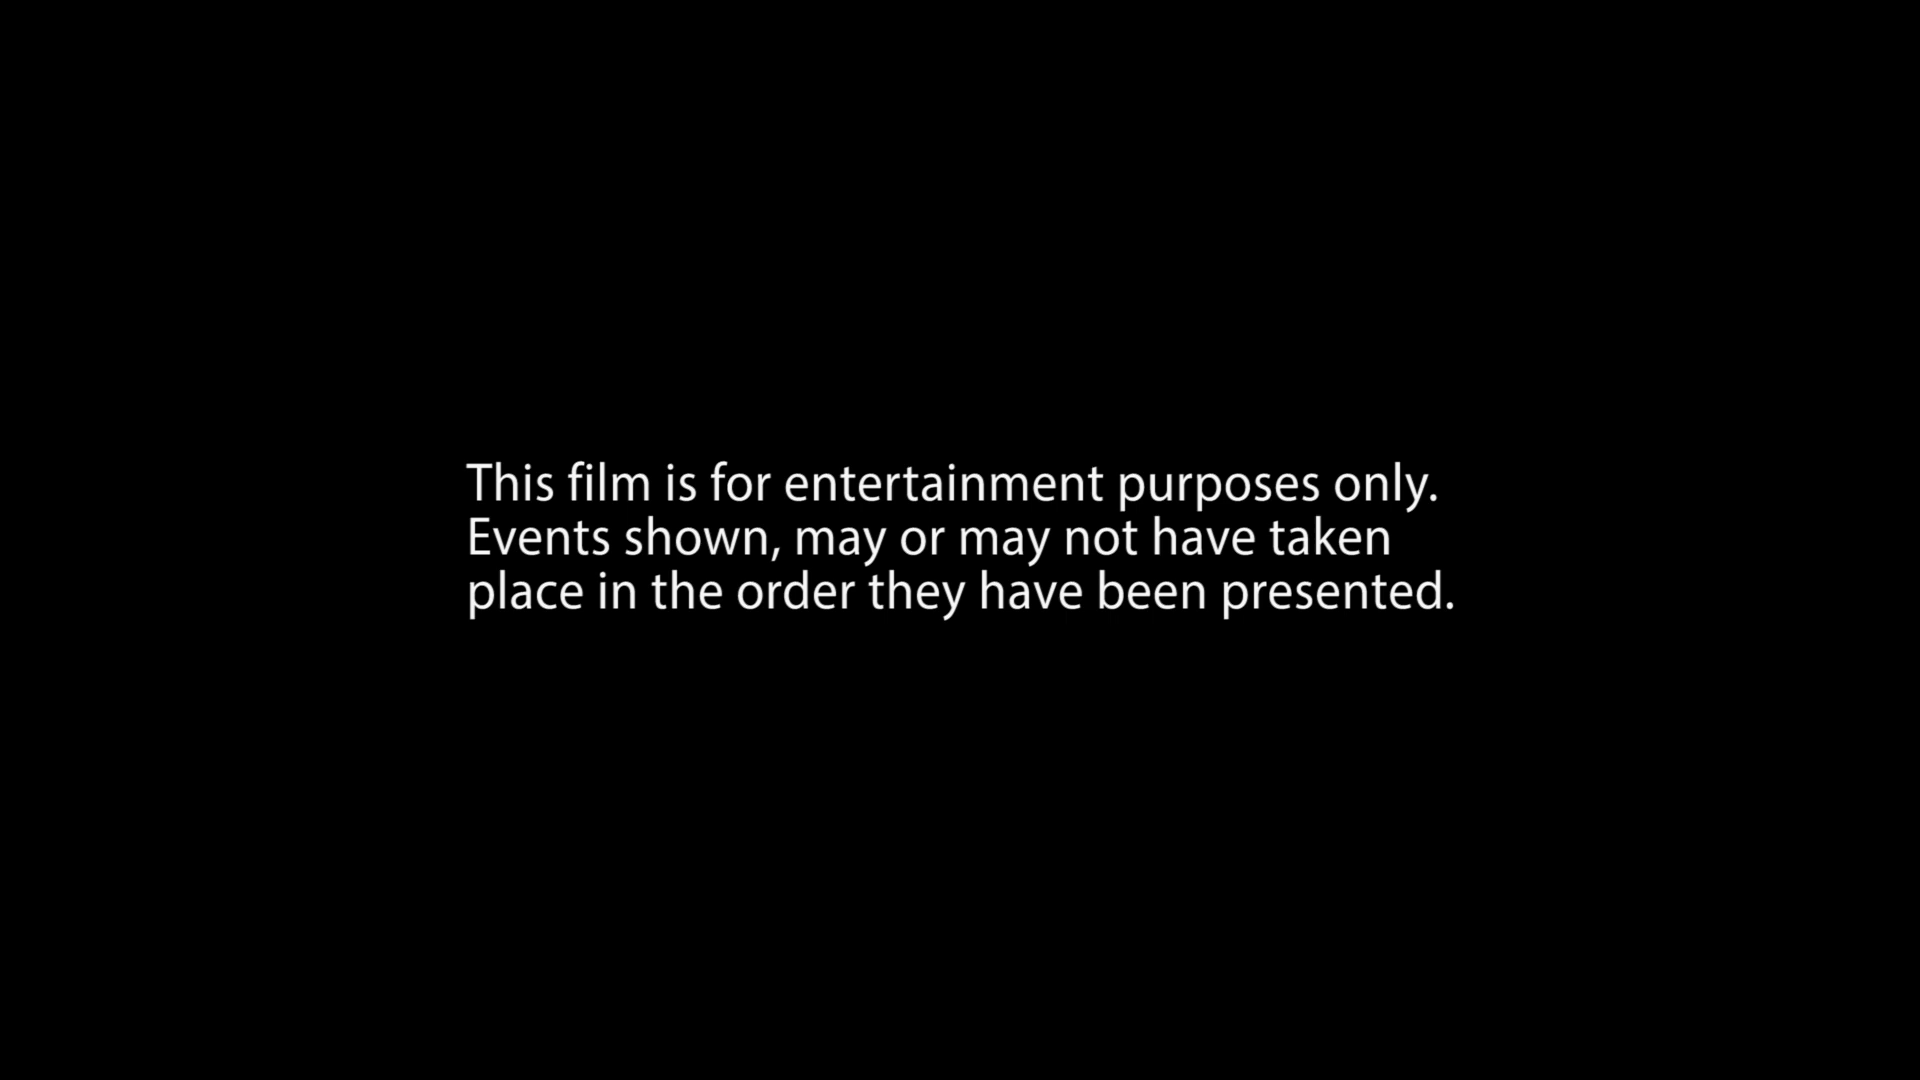 This film is for entertainment purposes only.
Events shown, may or may not have taken
place in the order they have been presented.